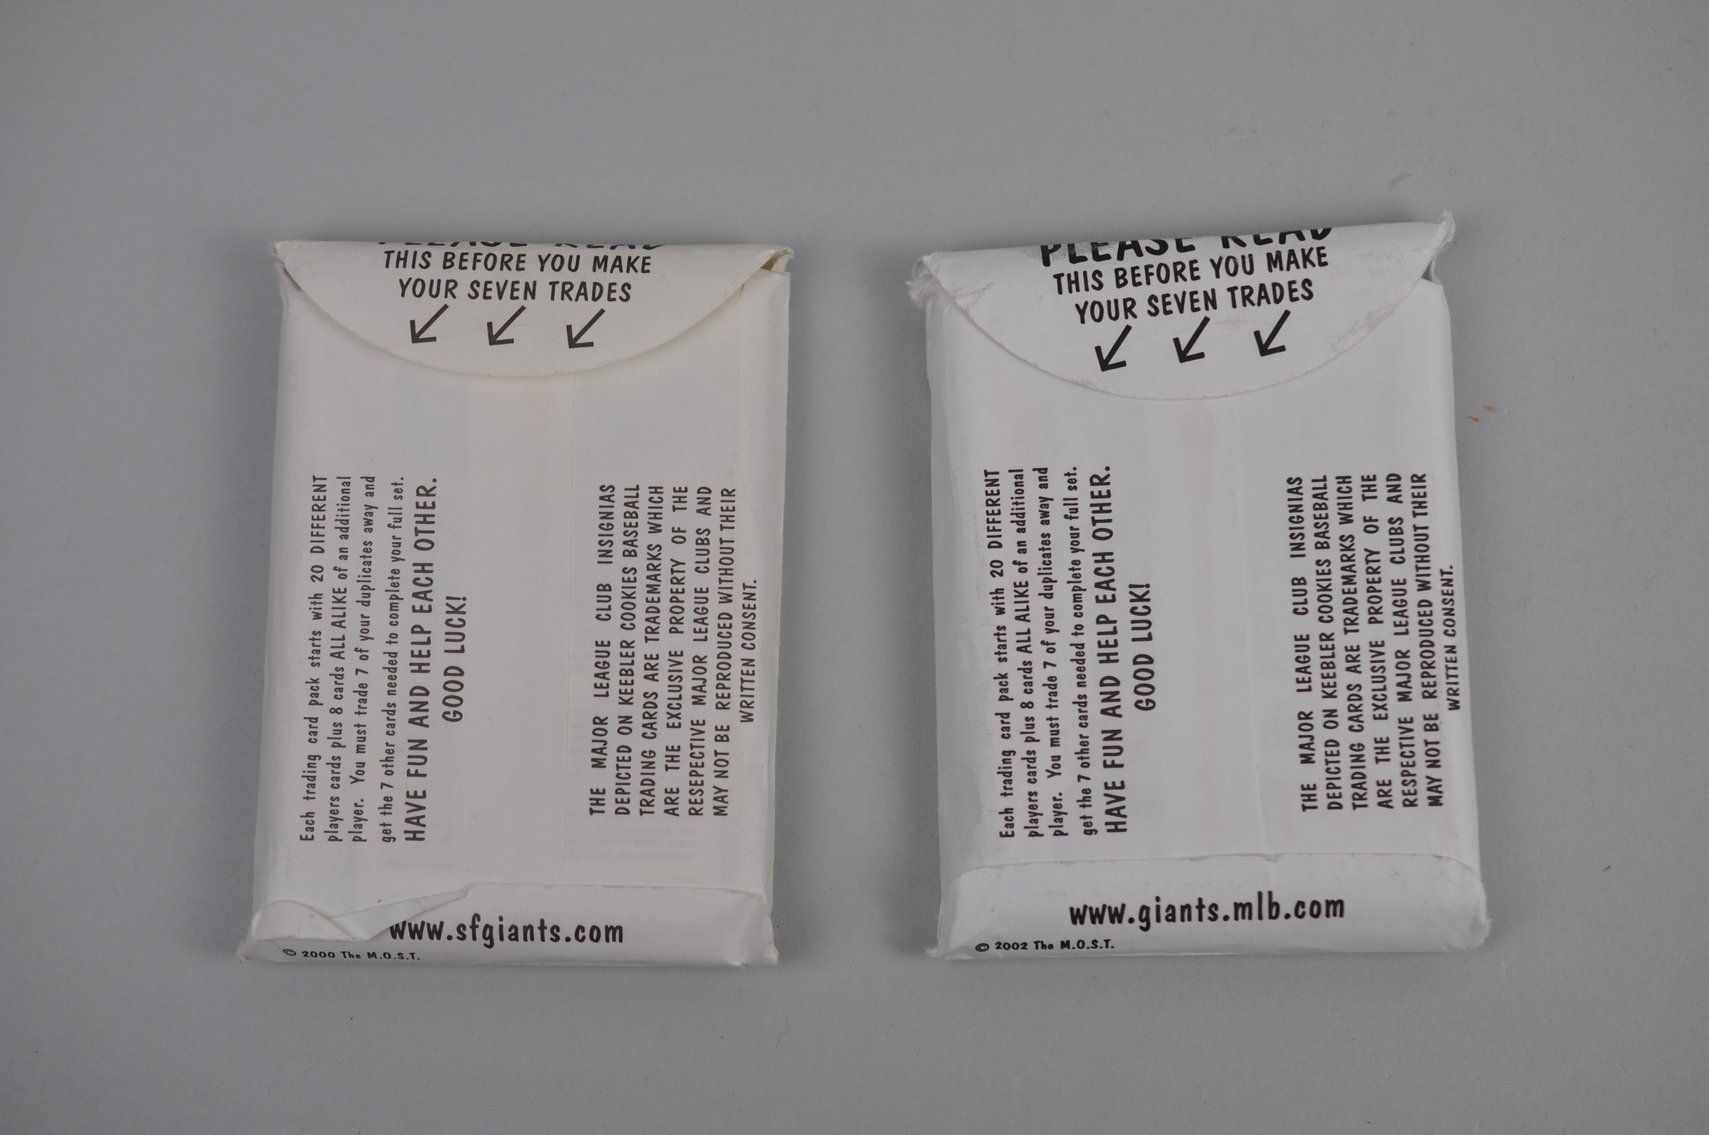 PLEASE READ
THIS BEFORE YOU MAKE
YOUR SEVEN TRADES
Each trading card pack starts with 20 DIFFERENT
players cards plus 8 cards ALL ALIKE of an additional
player. You must trade 7 of your duplicates away and
get the 7 other cards needed to complete your full set.
HAVE FUN AND HELP EACH OTHER.
GOOD LUCK!
THE MAJOR LEAGUE CLUB INSIGNIAS
DEPICTED ON KEEBLER COOKIES BASEBALL
TRADING CARDS ARE TRADEMARKS WHICH
ARE THE EXCLUSIVE PROPERTY OF THE
RESEPECTIVE MAJOR LEAGUE CLUBS AND
MAY NOT BE REPRODUCED WITHOUT THEIR
WRITTEN CONSENT.
www.sfgiants.com
© 2000 The M.O.S.T.
PLEASE READ
THIS BEFORE YOU MAKE
YOUR SEVEN TRADES
Each trading card pack starts with 20 DIFFERENT
players cards plus 8 cards ALL ALIKE of an additional
player. You must trade 7 of your duplicates away and
get the 7 other cards needed to complete your full set.
HAVE FUN AND HELP EACH OTHER.
GOOD LUCK!
THE MAJOR LEAGUE CLUB INSIGNIAS
DEPICTED ON KEEBLER COOKIES BASEBALL
TRADING CARDS ARE TRADEMARKS WHICH
ARE THE EXCLUSIVE PROPERTY OF THE
RESPECTIVE MAJOR LEAGUE CLUBS AND
MAY NOT BE REPRODUCED WITHOUT THEIR
WRITTEN CONSENT.
www.giants.mlb.com
© 2002 The M.O.S.T.